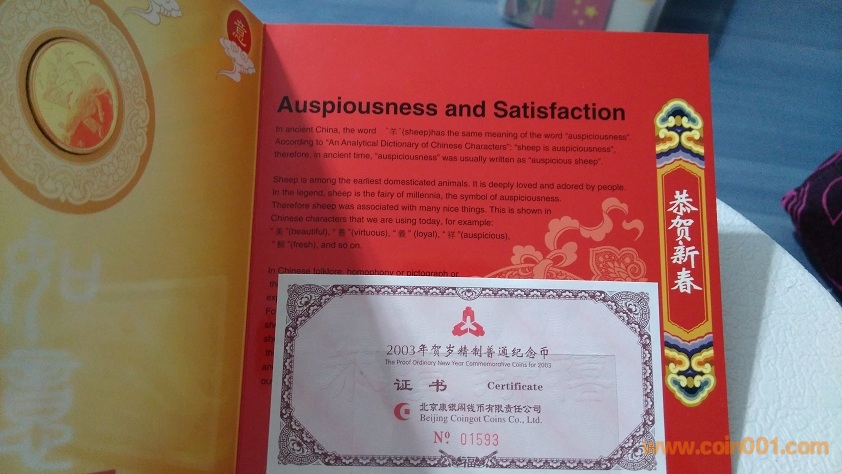 意
Auspiousness and Satisfaction
In ancient China, the word "羊"(sheep)has the same meaning of the word "auspiciousness".
According to "An Analytical Dictionary of Chinese Characters": "sheep is auspiciousness",
therefore, in ancient time, "auspiciousness" was usually written as "auspicious sheep".
Sheep is among the earliest domesticated animals. It is deeply loved and adored by people.
In the legend, sheep is the fairy of millennia, the symbol of auspiciousness.
Therefore sheep was associated with many nice things. This is shown in
Chinese characters that we are using today, for example:
"美"(beautiful), "善"(virtuous), "義"(loyal), "祥"(auspicious),
"鮮"(fresh), and so on.
In Chinese folklore, homophony or pictograph or
恭贺新春
2003年贺岁精制普通纪念币
The Proof Ordinary New Year Commemorative Coins for 2003
证书 Certificate
北京康银阁钱币有限责任公司
Beijing Coingot Coins Co., Ltd.
Nº 01593
www.coin001.com